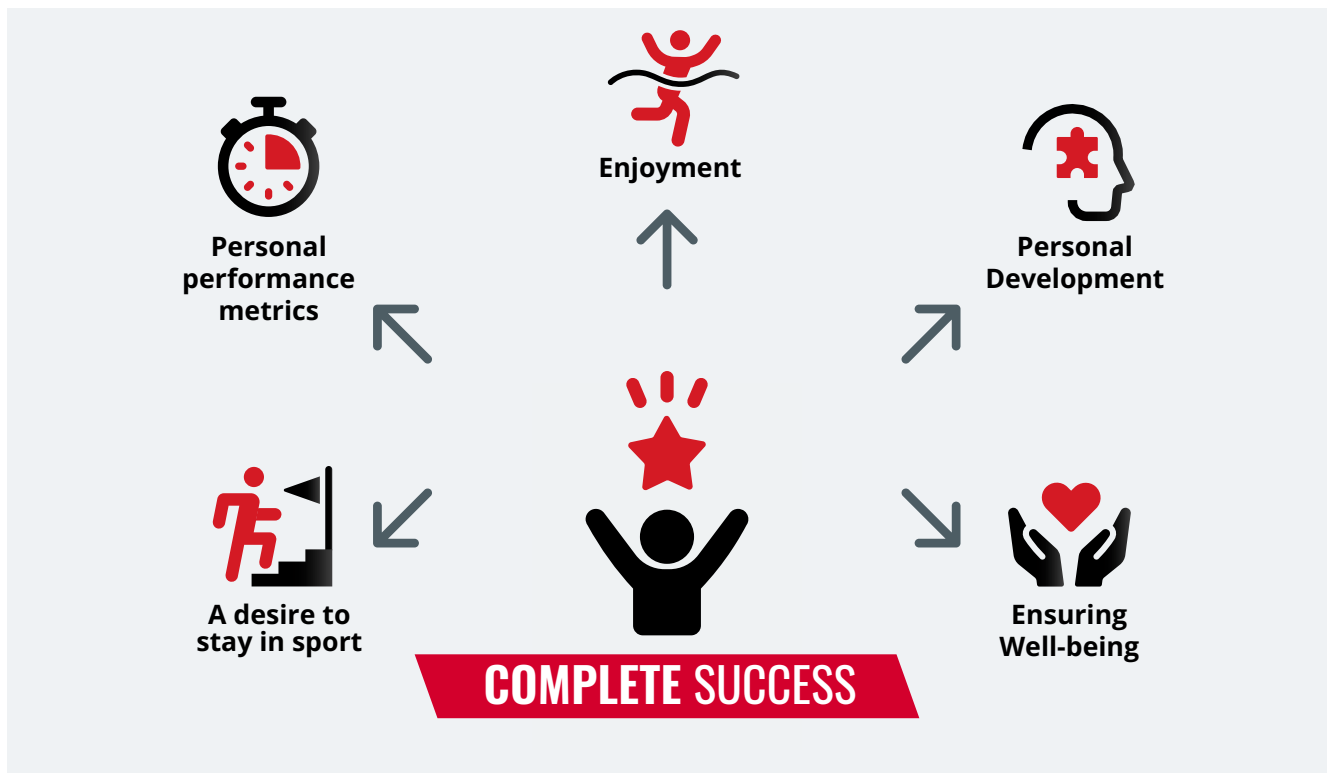 Enjoyment
Personal
performance
metrics
Personal
Development
A desire to
stay in sport
Ensuring
Well-being
COMPLETE SUCCESS